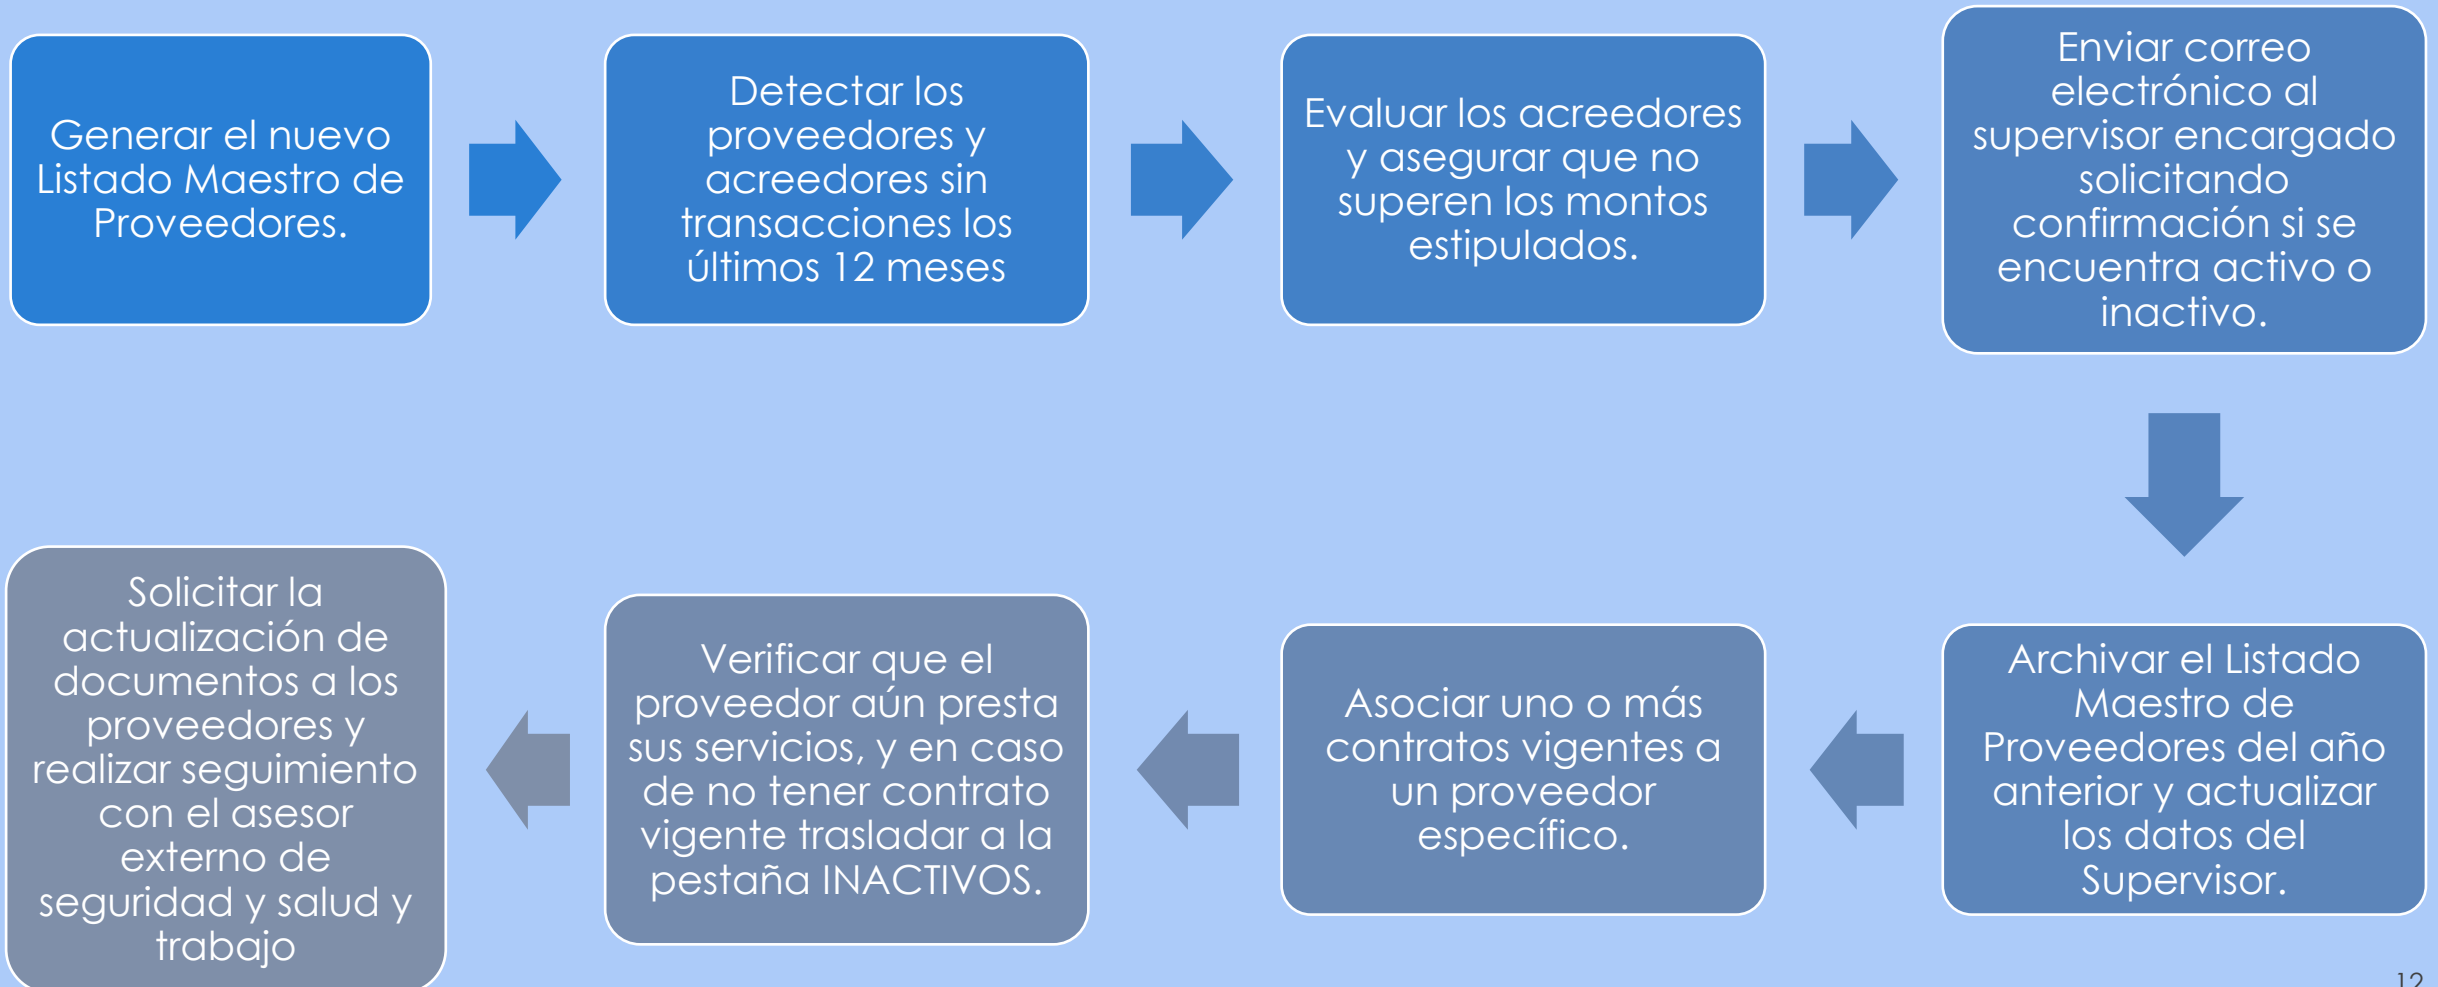 Generar el nuevo
Listado Maestro de
Proveedores.
Detectar los
proveedores y
acreedores sin
transacciones los
últimos 12 meses
Evaluar los acreedores
y asegurar que no
superen los montos
estipulados.
Enviar correo
electrónico al
supervisor encargado
solicitando
confirmación si se
encuentra activo o
inactivo.
Archivar el Listado
Maestro de
Proveedores del año
anterior y actualizar
los datos del
Supervisor.
Asociar uno o más
contratos vigentes a
un proveedor
específico.
Verificar que el
proveedor aún presta
sus servicios, y en caso
de no tener contrato
vigente trasladar a la
pestaña INACTIVOS.
Solicitar la
actualización de
documentos a los
proveedores y
realizar seguimiento
con el asesor
externo de
seguridad y salud y
trabajo
12